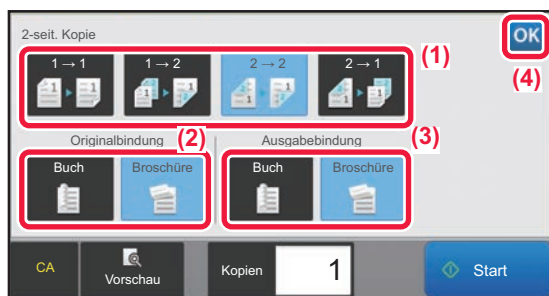 2-seit. Kopie
OK
1 → 1
1 → 2
2 → 2
2 → 1
(1)
(4)
Originalbindung
(2)
Ausgabebindung
(3)
Buch
Broschüre
Buch
Broschüre
CA
Vorschau
Kopien
1
Start